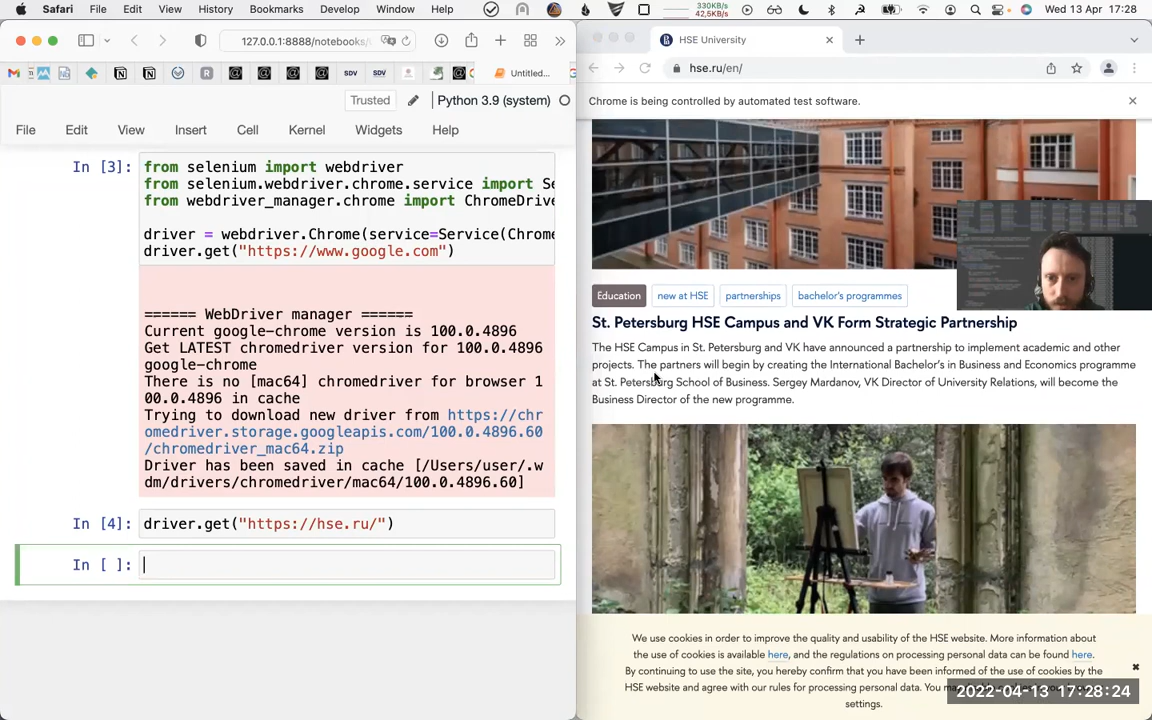 Safari File Edit View History Bookmarks Develop Window Help
330KB/s
42,5KB/s
Wed 13 Apr 17:28
127.0.0.1:8888/notebooks/
Untitled...
Trusted
Python 3.9 (system)
File Edit View Insert Cell Kernel Widgets Help
In [3]:
from selenium import webdriver
from selenium.webdriver.chrome.service import Se
from webdriver_manager.chrome import ChromeDrive
driver = webdriver.Chrome(service=Service(Chrome
driver.get("https://www.google.com")
====== WebDriver manager ======
Current google-chrome version is 100.0.4896
Get LATEST chromedriver version for 100.0.4896
google-chrome
There is no [mac64] chromedriver for browser 1
00.0.4896 in cache
Trying to download new driver from https://chr
omedriver.storage.googleapis.com/100.0.4896.60
/chromedriver_mac64.zip
Driver has been saved in cache [/Users/user/.w
dm/drivers/chromedriver/mac64/100.0.4896.60]
In [4]: driver.get("https://hse.ru/")
In [ ]:
HSE University
hse.ru/en/
Chrome is being controlled by automated test software.
Education new at HSE partnerships bachelor's programmes
St. Petersburg HSE Campus and VK Form Strategic Partnership
The HSE Campus in St. Petersburg and VK have announced a partnership to implement academic and other
projects. The partners will begin by creating the International Bachelor's in Business and Economics programme
at St. Petersburg School of Business. Sergey Mardanov, VK Director of University Relations, will become the
Business Director of the new programme.
We use cookies in order to improve the quality and usability of the HSE website. More information about
the use of cookies is available here, and the regulations on processing personal data can be found here.
By continuing to use the site, you hereby confirm that you have been informed of the use of cookies by the
HSE website and agree with our rules for processing personal data. You
settings.
2022-04-13 17:28:24